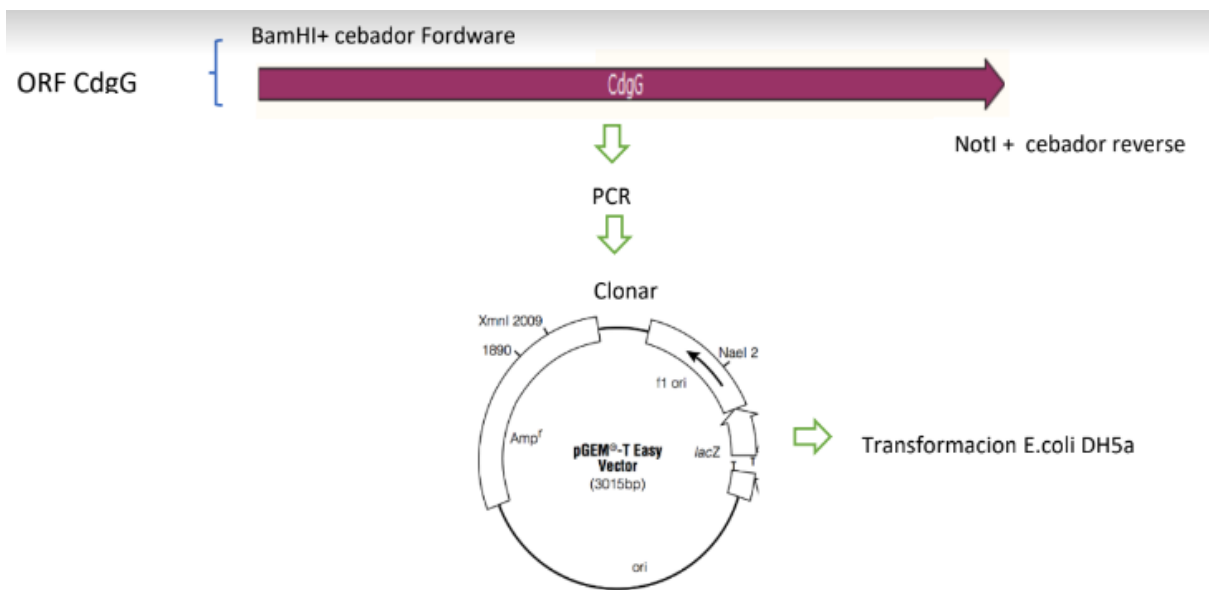 BamHI+ cebador Fordware
ORF CdgG
CdgG
NotI + cebador reverse
PCR
Clonar
XmnI 2009
1890
NaeI 2
f1 ori
Ampr
pGEM®-T Easy
Vector
(3015bp)
lacZ
ori
Transformacion E.coli DH5a